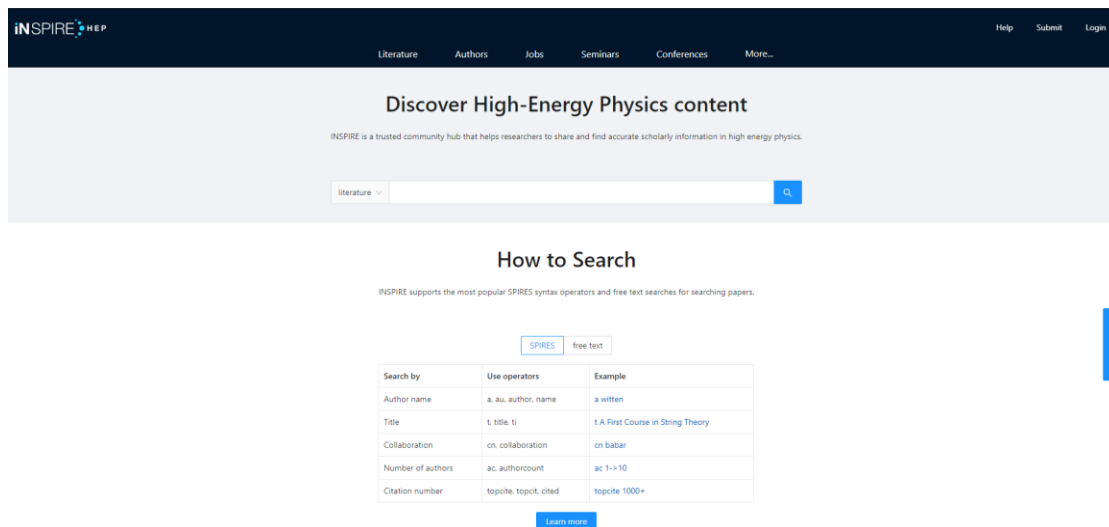 iNSPIRE HEP
Help Submit Login
Literature Authors Jobs Seminars Conferences More...
Discover High-Energy Physics content
INSPIRE is a trusted community hub that helps researchers to share and find accurate scholarly information in high energy physics.
literature
How to Search
INSPIRE supports the most popular SPIRES syntax operators and free text searches for searching papers.
SPIRES free text
Search by Use operators Example
Author name a, au, author, name a witten
Title t, title, ti t A First Course in String Theory
Collaboration cn, collaboration cn babar
Number of authors ac, authorcount ac 1->10
Citation number topcite, topcit, cited topcite 1000+
Learn more